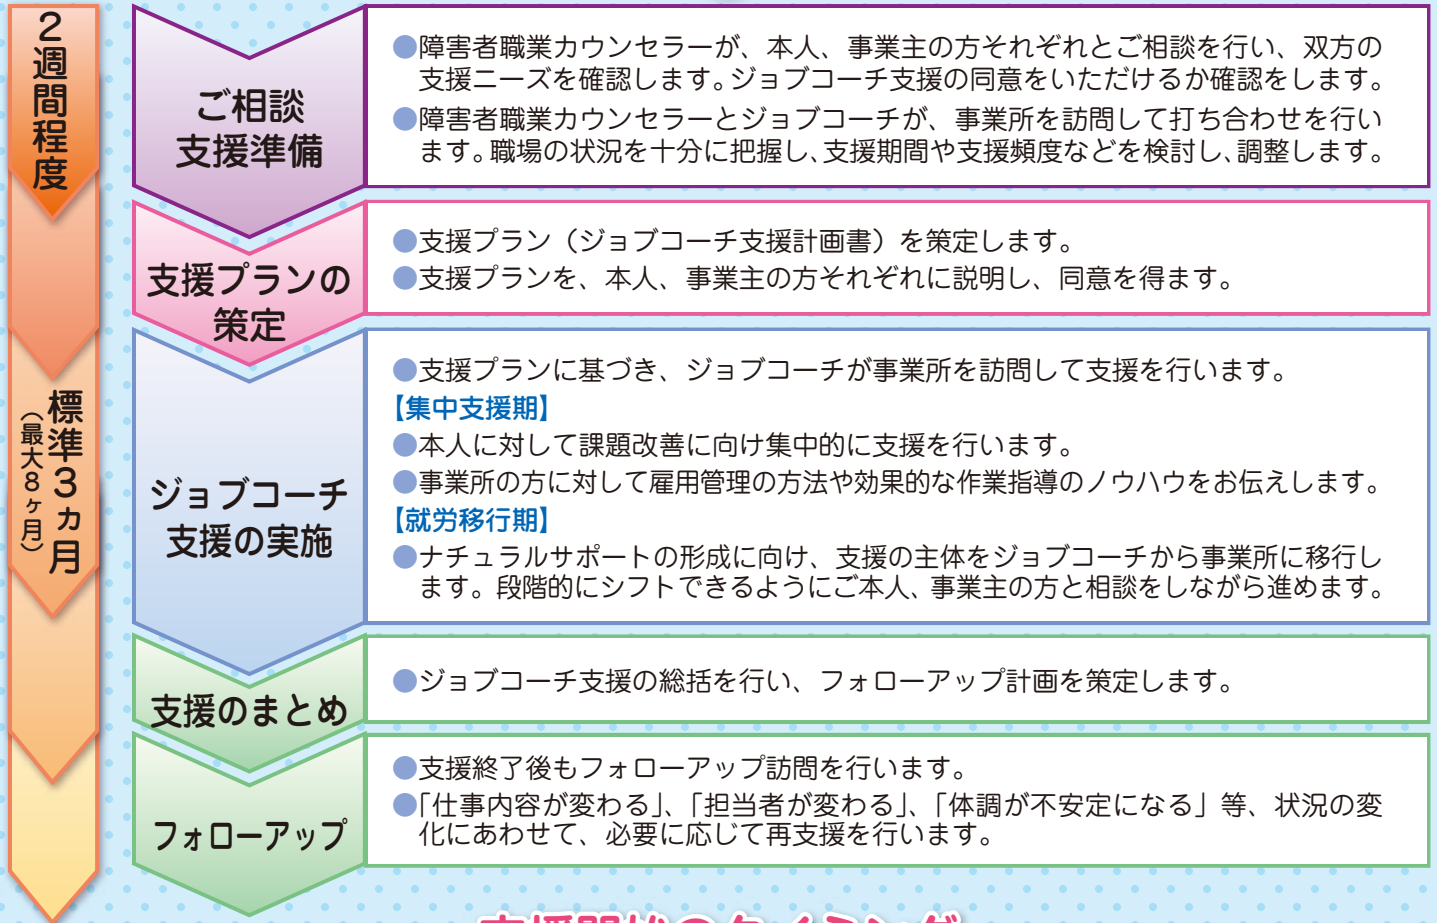 2週間程度
標準3ヵ月
（最大8ヶ月）
ご相談
支援準備
●障害者職業カウンセラーが、本人、事業主の方それぞれとご相談を行い、双方の
支援ニーズを確認します。ジョブコーチ支援の同意をいただけるか確認をします。
●障害者職業カウンセラーとジョブコーチが、事業所を訪問して打ち合わせを行い
ます。職場の状況を十分に把握し、支援期間や支援頻度などを検討し、調整します。
支援プランの
策定
●支援プラン（ジョブコーチ支援計画書）を策定します。
●支援プランを、本人、事業主の方それぞれに説明し、同意を得ます。
ジョブコーチ
支援の実施
●支援プランに基づき、ジョブコーチが事業所を訪問して支援を行います。
【集中支援期】
●本人に対して課題改善に向け集中的に支援を行います。
●事業所の方に対して雇用管理の方法や効果的な作業指導のノウハウをお伝えします。
【就労移行期】
●ナチュラルサポートの形成に向け、支援の主体をジョブコーチから事業所に移行し
ます。段階的にシフトできるようにご本人、事業主の方と相談をしながら進めます。
支援のまとめ
●ジョブコーチ支援の総括を行い、フォローアップ計画を策定します。
フォローアップ
●支援終了後もフォローアップ訪問を行います。
●「仕事内容が変わる」、「担当者が変わる」、「体調が不安定になる」等、状況の変
化にあわせて、必要に応じて再支援を行います。